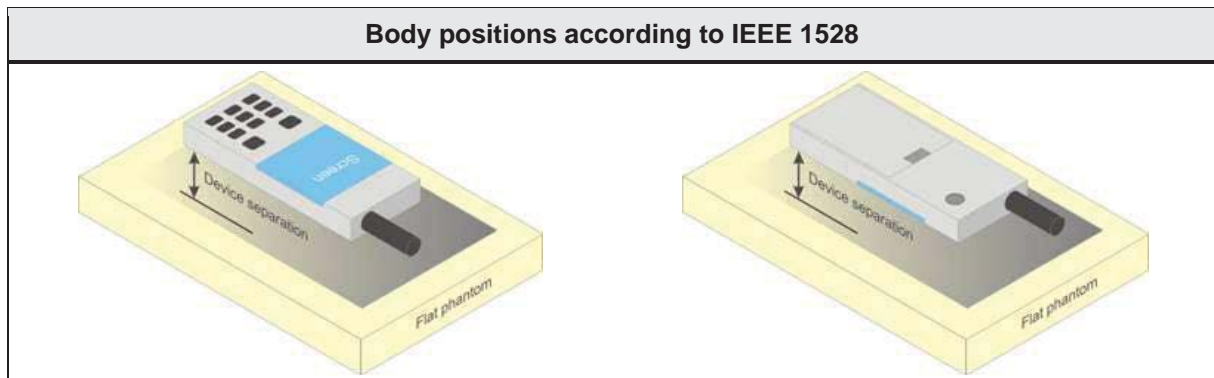 Body positions according to IEEE 1528
Screen
Device separation
Flat phantom
Device separation
Flat phantom